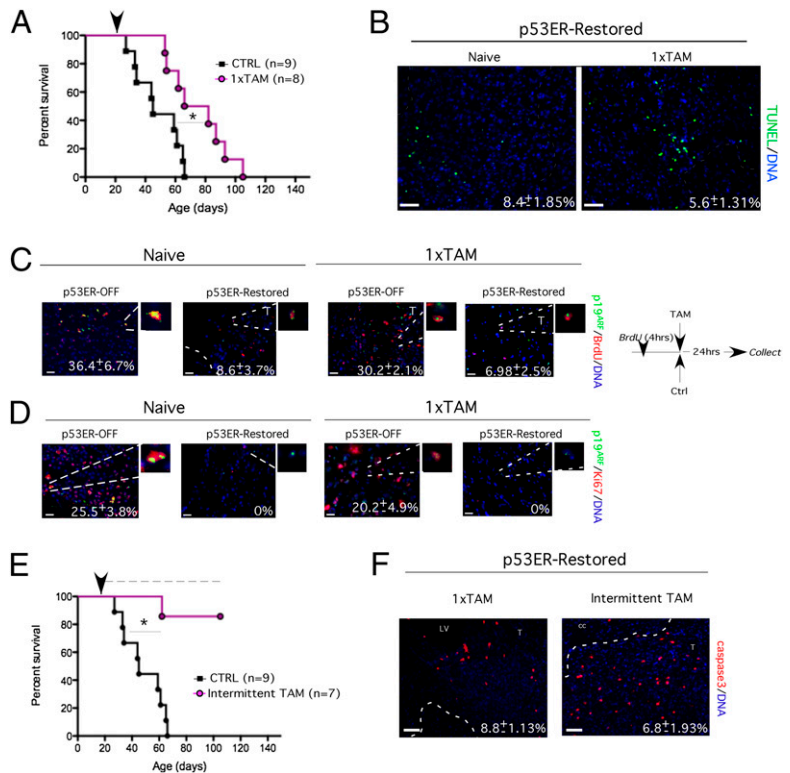 A
Percent survival
100
80
60
40
20
0
CTRL (n=9)
1xTAM (n=8)
*
0 20 40 60 80 100 120 140
Age (days)
B
p53ER-Restored
Naive 1xTAM
8.4±1.85% 5.6±1.31%
TUNEL/DNA
C
Naive 1xTAM
p53ER-OFF p53ER-Restored p53ER-OFF p53ER-Restored
T T T
36.4±6.7% 8.6±3.7% 30.2±2.1% 6.98±2.5%
p19ARF/BrdU/DNA
TAM
BrdU (4hrs)
24hrs Collect
Ctrl
D
Naive 1xTAM
p53ER-OFF p53ER-Restored p53ER-OFF p53ER-Restored
25.5±3.8% 0% 20.2±4.9% 0%
p19ARF/Ki67/DNA
E
Percent survival
100
80
60
40
20
0
*
CTRL (n=9)
Intermittent TAM (n=7)
0 20 40 60 80 100 120 140
Age (days)
F
p53ER-Restored
1xTAM Intermittent TAM
LV T cc T
8.8±1.13% 6.8±1.93%
caspase3/DNA